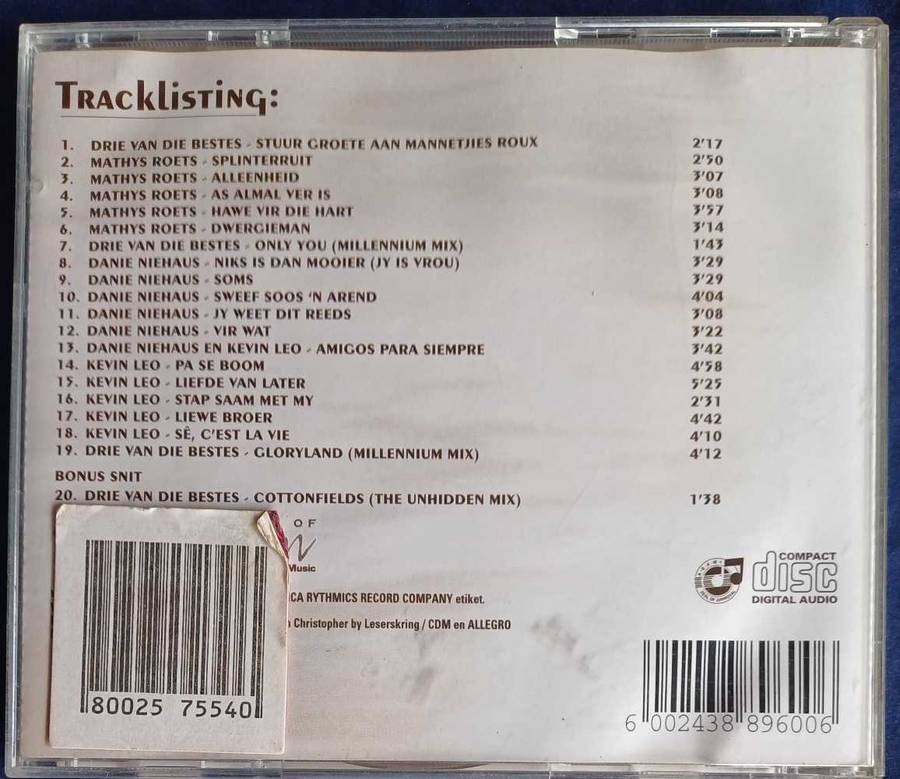 TRACKLISTING:
1. DRIE VAN DIE BESTES - STUUR GROETE AAN MANNETJIES ROUX 2'17
2. MATHYS ROETS - SPLINTERRUIT 2'50
3. MATHYS ROETS - ALLEENHEID 3'07
4. MATHYS ROETS - AS ALMAL VER IS 3'08
5. MATHYS ROETS - HAWE VIR DIE HART 3'57
6. MATHYS ROETS - DWERGIEMAN 3'14
7. DRIE VAN DIE BESTES - ONLY YOU (MILLENNIUM MIX) 1'43
8. DANIE NIEHAUS - NIKS IS DAN MOOIER (JY IS VROU) 3'29
9. DANIE NIEHAUS - SOMS 3'29
10. DANIE NIEHAUS - SWEEF SOOS 'N AREND 4'04
11. DANIE NIEHAUS - JY WEET DIT REEDS 3'08
12. DANIE NIEHAUS - VIR WAT 3'22
13. DANIE NIEHAUS EN KEVIN LEO - AMIGOS PARA SIEMPRE 3'42
14. KEVIN LEO - PA SE BOOM 4'58
15. KEVIN LEO - LIEFDE VAN LATER 5'25
16. KEVIN LEO - STAP SAAM MET MY 2'31
17. KEVIN LEO - LIEWE BROER 4'42
18. KEVIN LEO - SÊ, C'EST LA VIE 4'10
19. DRIE VAN DIE BESTES - GLORYLAND (MILLENNIUM MIX) 4'12
BONUS SNIT
20. DRIE VAN DIE BESTES - COTTONFIELDS (THE UNHIDDEN MIX) 1'38
OF
Music
RYTHMICS RECORD COMPANY etiket.
Christopher by Leserskring / CDM en ALLEGRO
COMPACT
disc
DIGITAL AUDIO
80025 75540
6 002438 896006